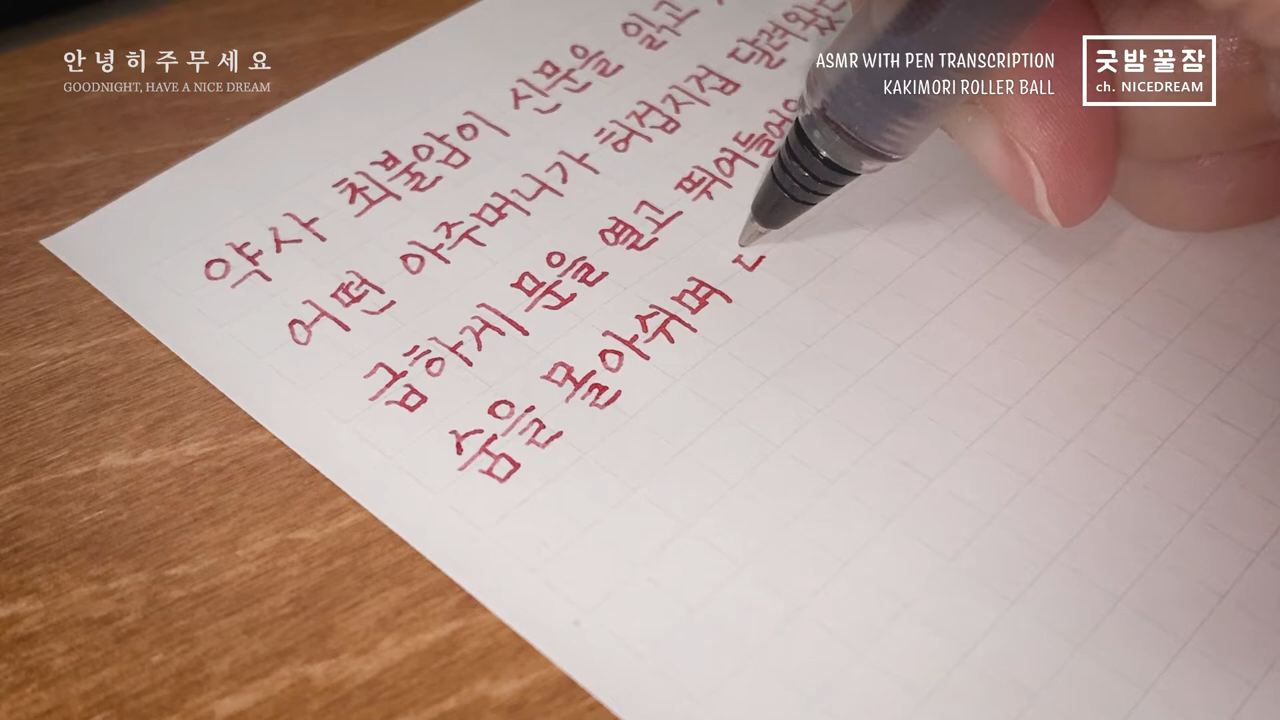 안녕히주무세요
GOODNIGHT, HAVE A NICE DREAM
ASMR WITH PEN TRANSCRIPTION
KAKIMORI ROLLER BALL
굿밤꿀잠
ch. NICEDREAM
약사 최불암이 신문을 읽고
어떤 아주머니가 허겁지겁 달려왔
급하게 문을 열고 뛰어들어
숨을 몰아쉬며